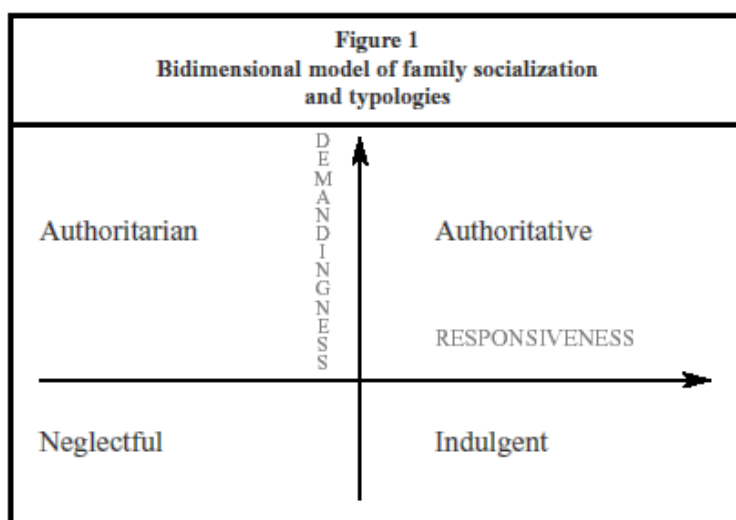 Figure 1
Bidimensional model of family socialization
and typologies
DEMANDINGNESS
Authoritarian
Authoritative
RESPONSIVENESS
Neglectful
Indulgent